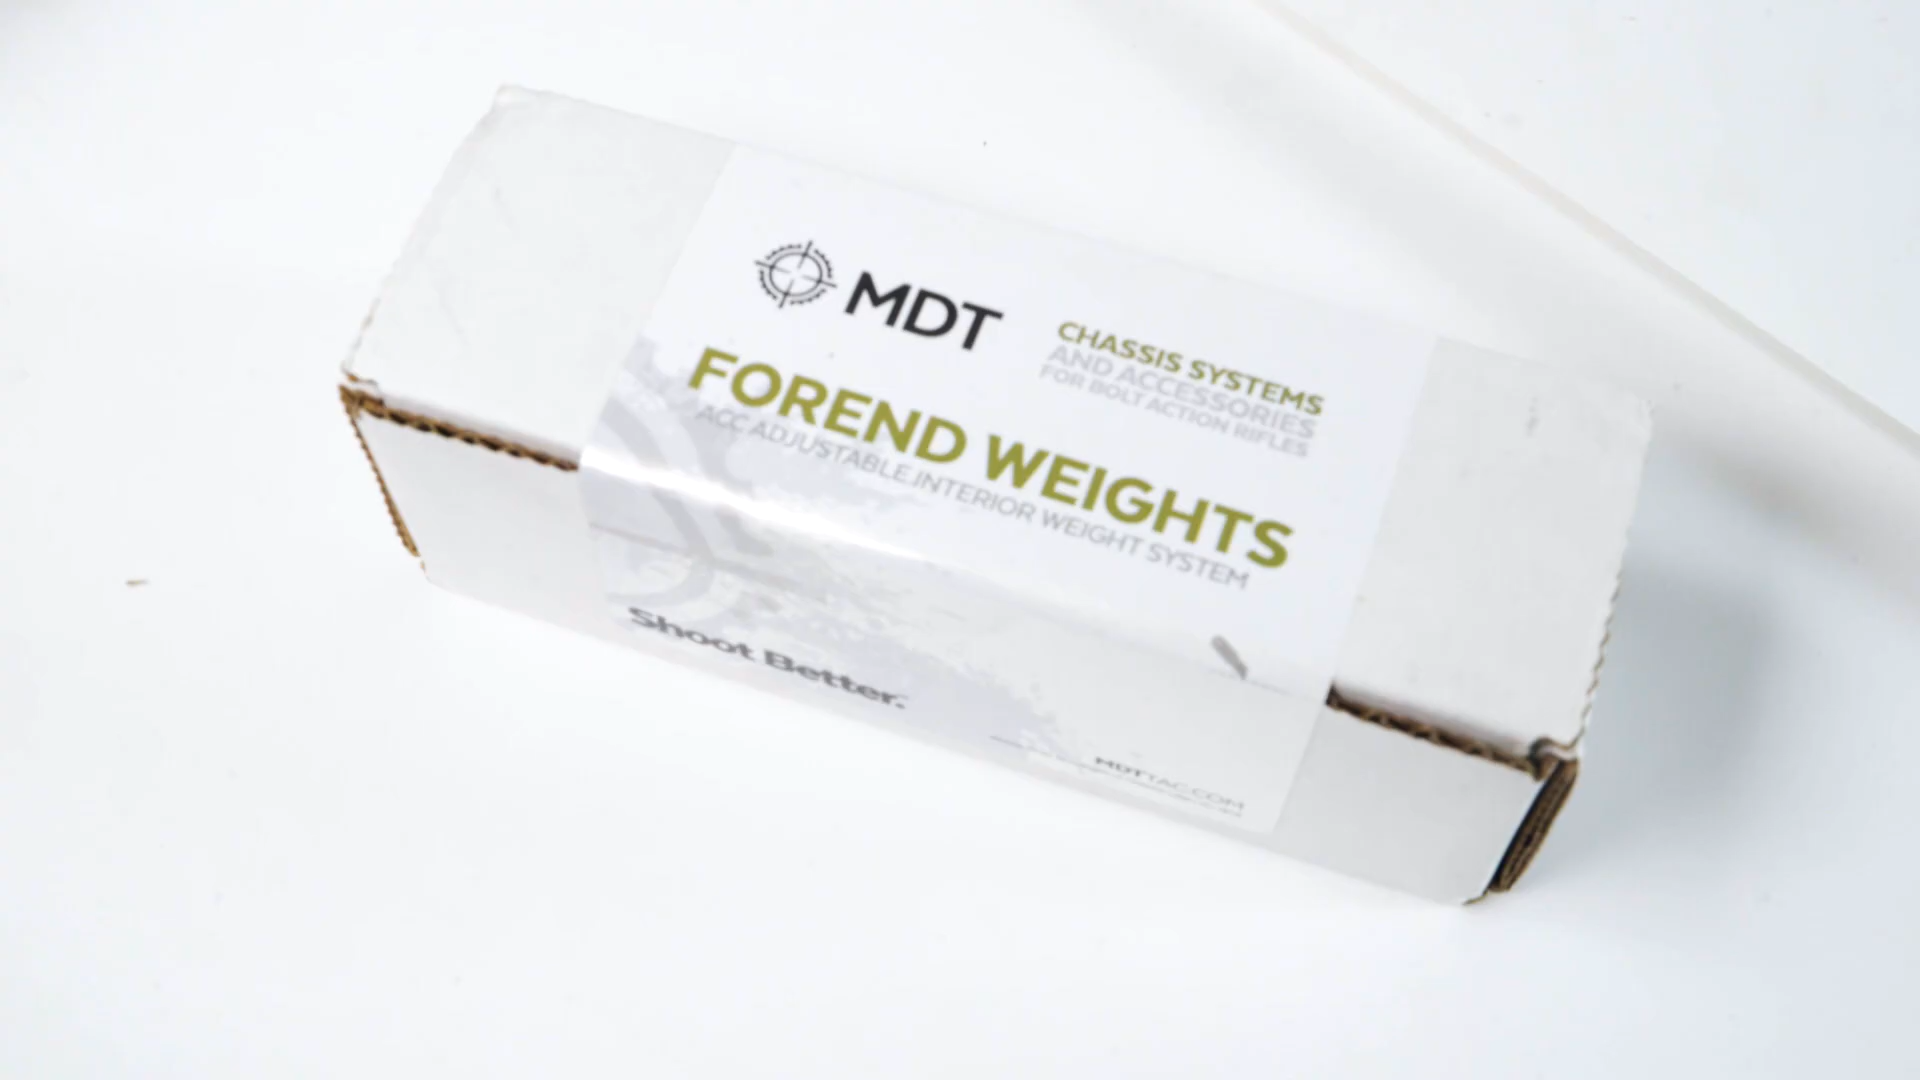 MDT
CHASSIS SYSTEMS
AND ACCESSORIES
FOR BOLT ACTION RIFLES
FOREND WEIGHTS
ACC ADJUSTABLE INTERIOR WEIGHT SYSTEM
Shoot Better.
MDTTAC.COM